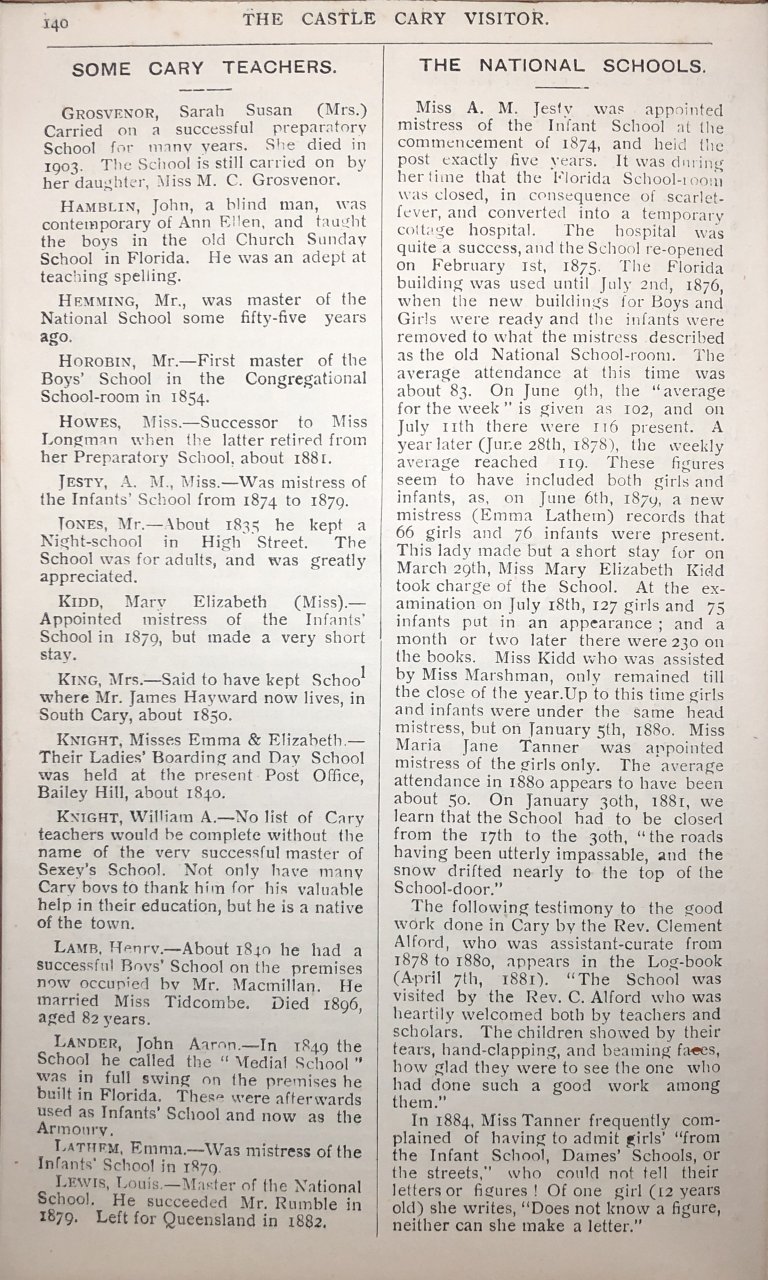 140
THE CASTLE CARY VISITOR.
SOME CARY TEACHERS.
GROSVENOR, Sarah Susan (Mrs.)
Carried on a successful preparatory
School for many years. She died in
1903. The School is still carried on by
her daughter, Miss M. C. Grosvenor.
HAMBLIN, John, a blind man, was
contemporary of Ann Ellen, and taught
the boys in the old Church Sunday
School in Florida. He was an adept at
teaching spelling.
HEMMING, Mr., was master of the
National School some fifty-five years
ago.
HOROBIN, Mr.—First master of the
Boys' School in the Congregational
School-room in 1854.
HOWES, Miss.—Successor to Miss
Longman when the latter retired from
her Preparatory School, about 1881.
JESTY, A. M., Miss.—Was mistress of
the Infants' School from 1874 to 1879.
JONES, Mr.—About 1835 he kept a
Night-school in High Street. The
School was for adults, and was greatly
appreciated.
KIDD, Mary Elizabeth (Miss).—
Appointed mistress of the Infants'
School in 1879, but made a very short
stay.
KING, Mrs.—Said to have kept School
where Mr. James Hayward now lives, in
South Cary, about 1850.
KNIGHT, Misses Emma & Elizabeth.—
Their Ladies' Boarding and Day School
was held at the present Post Office,
Bailey Hill, about 1840.
KNIGHT, William A.—No list of Cary
teachers would be complete without the
name of the very successful master of
Sexey's School. Not only have many
Cary boys to thank him for his valuable
help in their education, but he is a native
of the town.
LAMB, Henry.—About 1840 he had a
successful Boys' School on the premises
now occupied by Mr. Macmillan. He
married Miss Tidcombe. Died 1896,
aged 82 years.
LANDER, John Aaron.—In 1849 the
School he called the "Medial School"
was in full swing on the premises he
built in Florida. These were afterwards
used as Infants' School and now as the
Armoury.
LATHEM, Emma.—Was mistress of the
Infants' School in 1879
LEWIS, Louis.—Master of the National
School. He succeeded Mr. Rumble in
1879. Left for Queensland in 1882.
THE NATIONAL SCHOOLS.
Miss A. M. Jesty was appointed
mistress of the Infant School at the
commencement of 1874, and held the
post exactly five years. It was during
her time that the Florida School-room
was closed, in consequence of scarlet-
fever, and converted into a temporary
cottage hospital. The hospital was
quite a success, and the School re-opened
on February 1st, 1875. The Florida
building was used until July 2nd, 1876,
when the new buildings for Boys and
Girls were ready and the infants were
removed to what the mistress described
as the old National School-room. The
average attendance at this time was
about 83. On June 9th, the "average
for the week" is given as 102, and on
July 11th there were 116 present. A
year later (June 28th, 1878), the weekly
average reached 119. These figures
seem to have included both girls and
infants, as, on June 6th, 1879, a new
mistress (Emma Lathem) records that
66 girls and 76 infants were present.
This lady made but a short stay for on
March 29th, Miss Mary Elizabeth Kidd
took charge of the School. At the ex-
amination on July 18th, 127 girls and 75
infants put in an appearance; and a
month or two later there were 230 on
the books. Miss Kidd who was assisted
by Miss Marshman, only remained till
the close of the year.Up to this time girls
and infants were under the same head
mistress, but on January 5th, 1880. Miss
Maria Jane Tanner was appointed
mistress of the girls only. The average
attendance in 1880 appears to have been
about 50. On January 30th, 1881, we
learn that the School had to be closed
from the 17th to the 30th, "the roads
having been utterly impassable, and the
snow drifted nearly to the top of the
School-door."
The following testimony to the good
work done in Cary by the Rev. Clement
Alford, who was assistant-curate from
1878 to 1880, appears in the Log-book
(April 7th, 1881). "The School was
visited by the Rev. C. Alford who was
heartily welcomed both by teachers and
scholars. The children showed by their
tears, hand-clapping, and beaming faces,
how glad they were to see the one who
had done such a good work among
them."
In 1884, Miss Tanner frequently com-
plained of having to admit girls' "from
the Infant School, Dames' Schools, or
the streets," who could not tell their
letters or figures! Of one girl (12 years
old) she writes, "Does not know a figure,
neither can she make a letter."